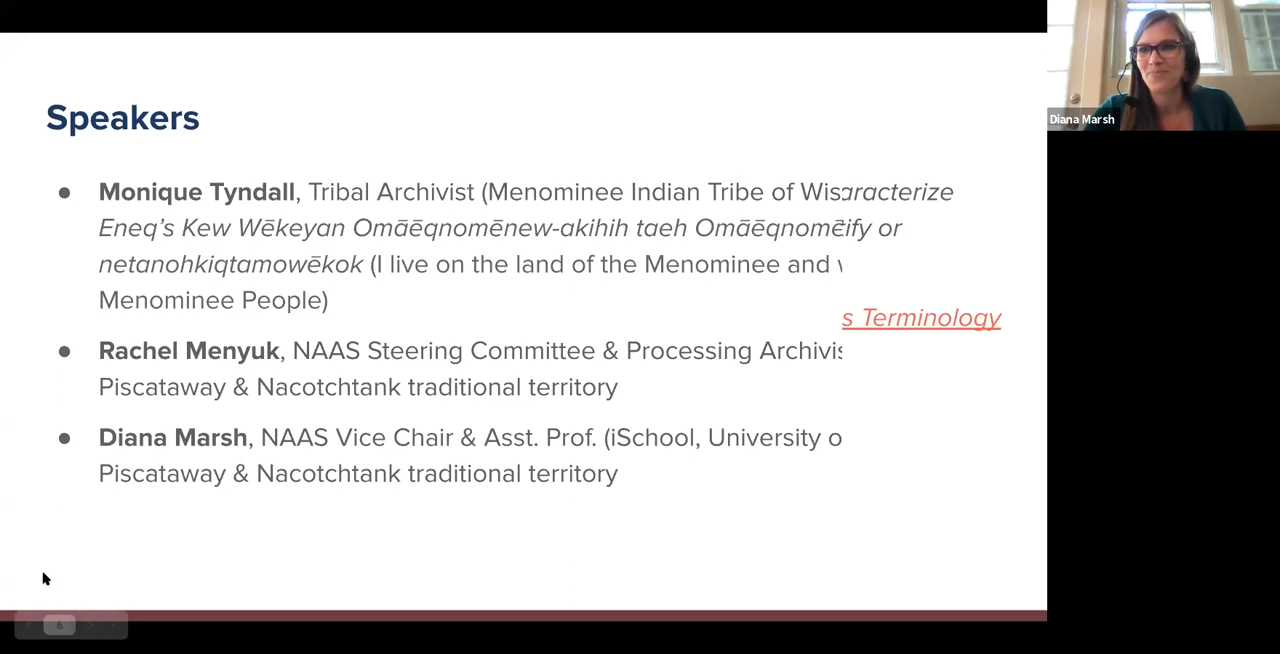 Speakers
● Monique Tyndall, Tribal Archivist (Menominee Indian Tribe of Wisaracterize
Eneq's Kew Wēkeyan Omāēqnomēnew-akihih taeh Omāēqnomēify or
netanohkiqtamowēkok (I live on the land of the Menominee and
Menominee People)
s Terminology
● Rachel Menyuk, NAAS Steering Committee & Processing Archivis
Piscataway & Nacotchtank traditional territory
● Diana Marsh, NAAS Vice Chair & Asst. Prof. (iSchool, University o
Piscataway & Nacotchtank traditional territory
6
Diana Marsh